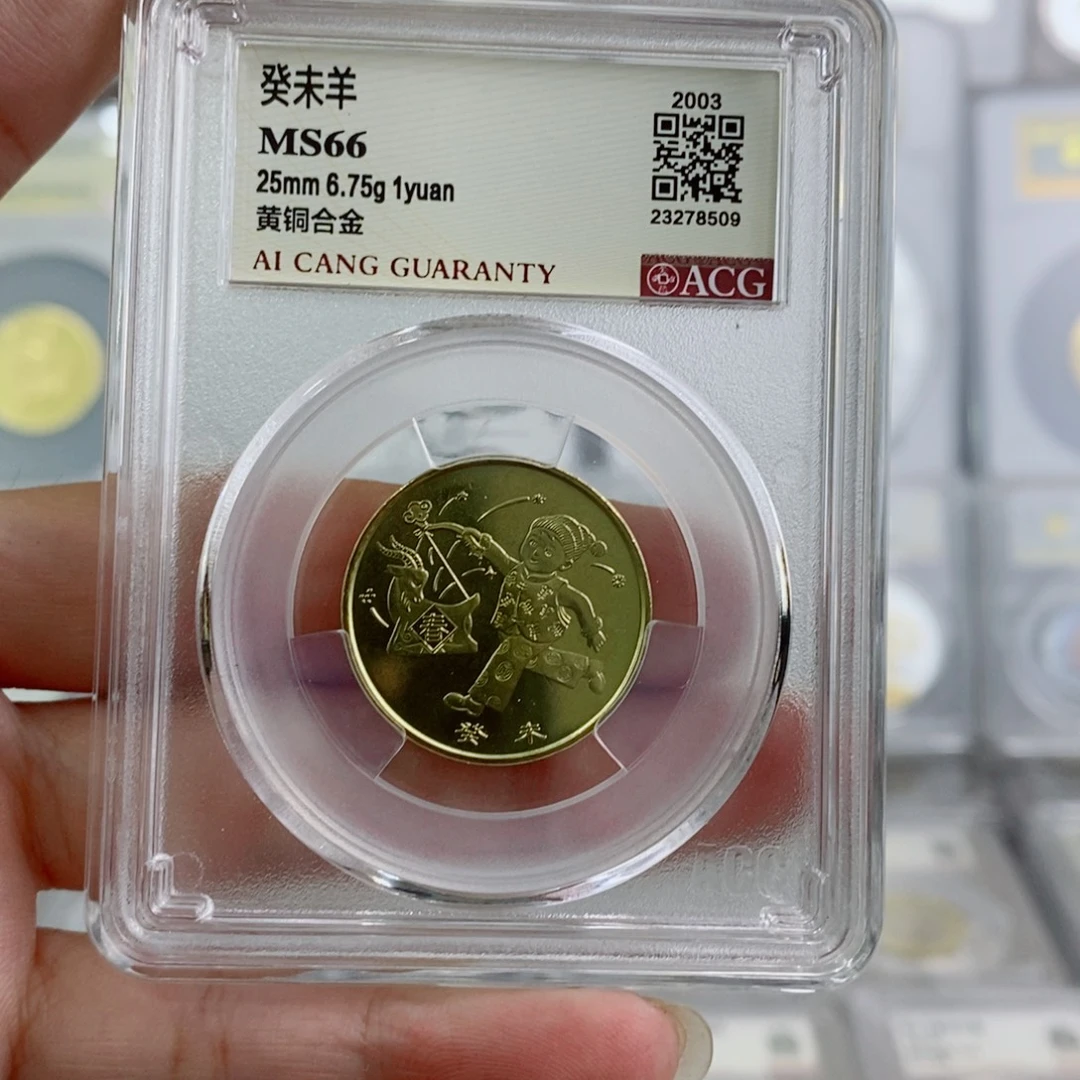 癸未羊
MS66
25mm 6.75g 1yuan
黄铜合金
AI CANG GUARANTY
2003
23278509
ACG
春
癸 未
ACG